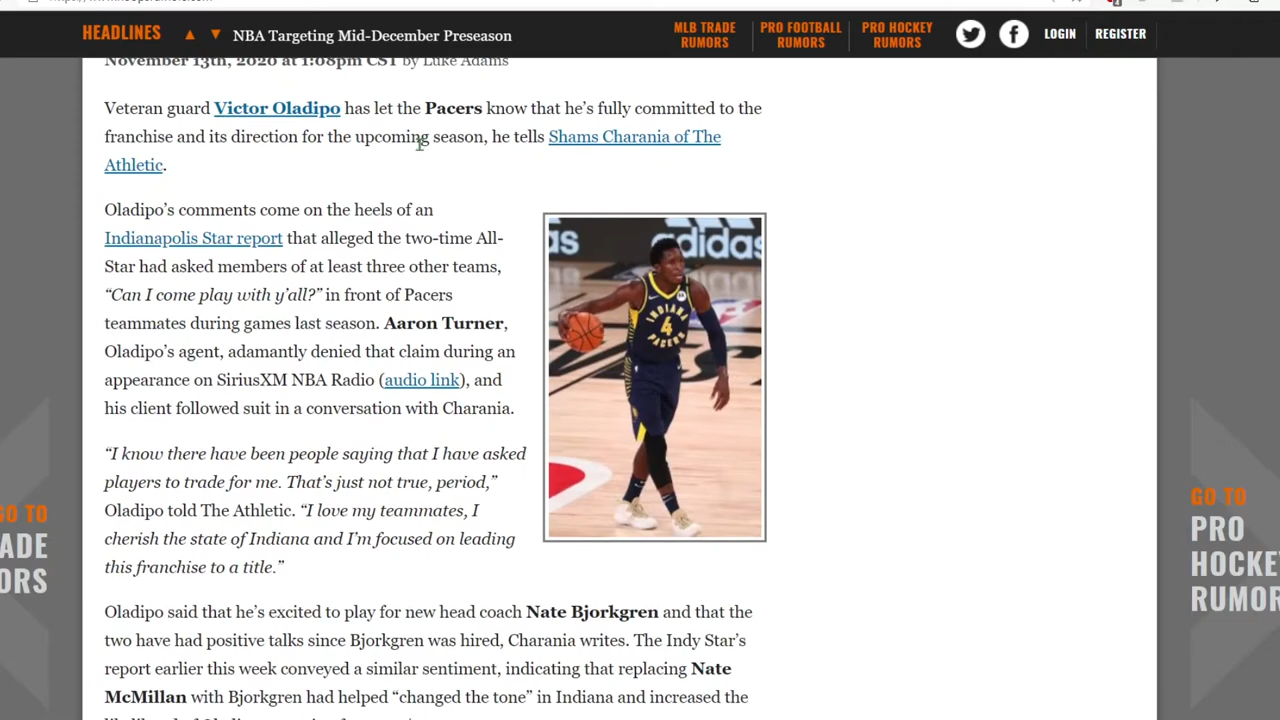 HEADLINES
NBA Targeting Mid-December Preseason
MLB TRADE
RUMORS
PRO FOOTBALL
RUMORS
PRO HOCKEY
RUMORS
LOGIN
REGISTER
November 13th, 2020 at 1:08pm CST by Luke Adams
Veteran guard Victor Oladipo has let the Pacers know that he’s fully committed to the
franchise and its direction for the upcoming season, he tells Shams Charania of The
Athletic.
Oladipo’s comments come on the heels of an
Indianapolis Star report that alleged the two-time All-
Star had asked members of at least three other teams,
“Can I come play with y’all?” in front of Pacers
teammates during games last season. Aaron Turner,
Oladipo’s agent, adamantly denied that claim during an
appearance on SiriusXM NBA Radio (audio link), and
his client followed suit in a conversation with Charania.
“I know there have been people saying that I have asked
players to trade for me. That’s just not true, period,”
Oladipo told The Athletic. “I love my teammates, I
cherish the state of Indiana and I’m focused on leading
this franchise to a title.”
adidas
INDIANA
4
PACERS
Oladipo said that he’s excited to play for new head coach Nate Bjorkgren and that the
two have had positive talks since Bjorkgren was hired, Charania writes. The Indy Star’s
report earlier this week conveyed a similar sentiment, indicating that replacing Nate
McMillan with Bjorkgren had helped “changed the tone” in Indiana and increased the
GO TO
ADE
ORS
GO TO
PRO
HOCKEY
RUMOR